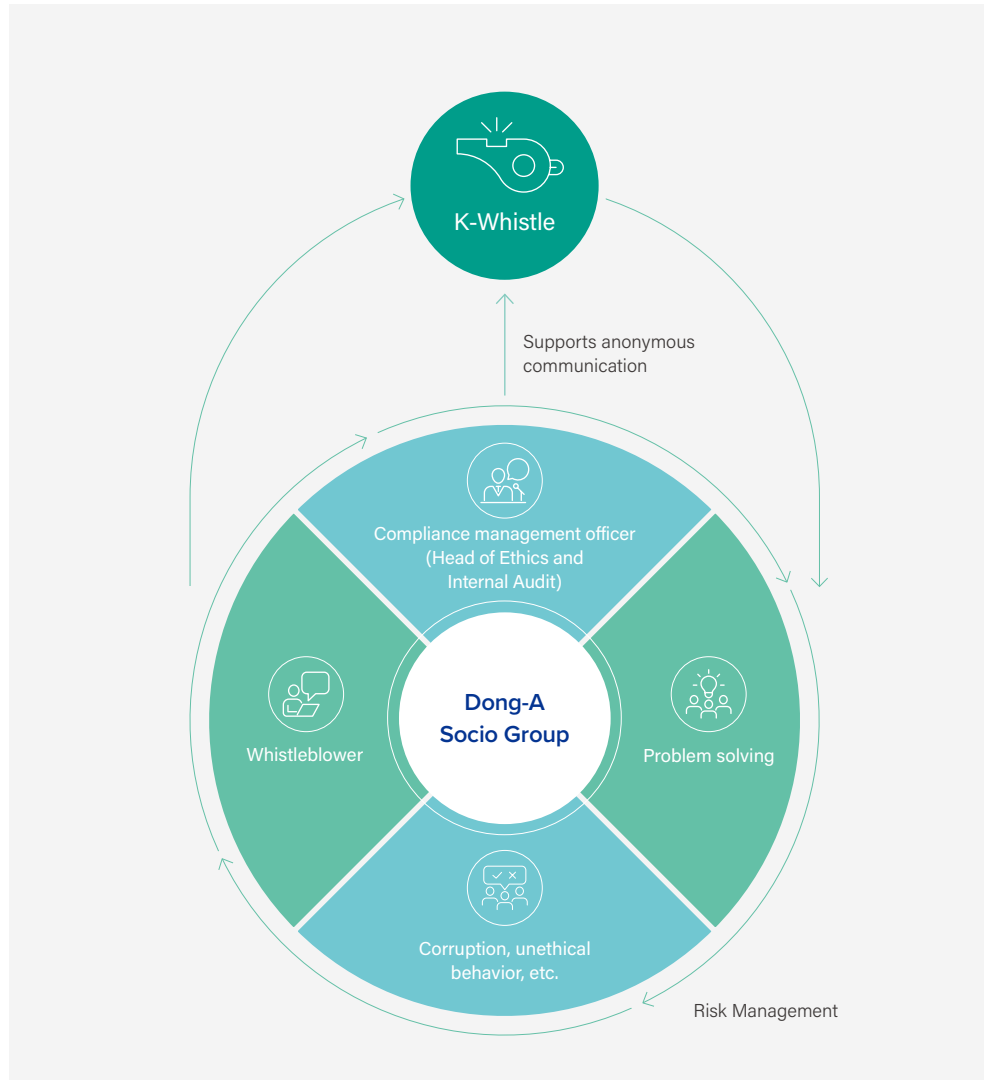 K-Whistle
Supports anonymous
communication
Compliance management officer
(Head of Ethics and
Internal Audit)
Dong-A
Socio Group
Whistleblower
Problem solving
Corruption, unethical
behavior, etc.
Risk Management